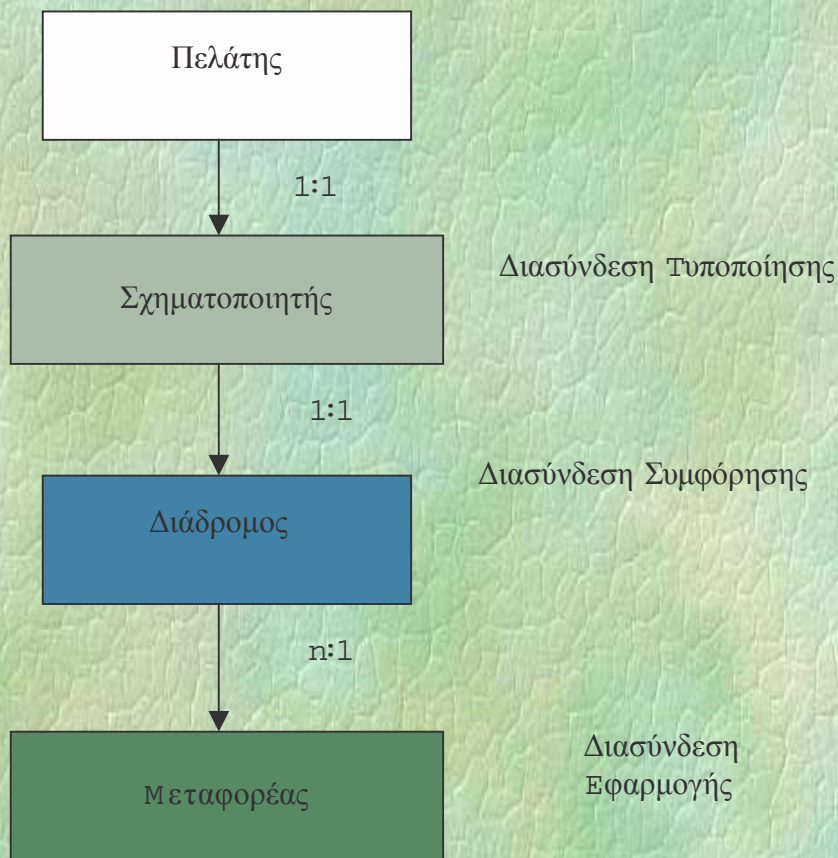 Πελάτης
1:1
Σχηματοποιητής
Διασύνδεση Τυποποίησης
1:1
Διασύνδεση Συμφόρησης
Διάδρομος
n:1
Διασύνδεση
Εφαρμογής
Μεταφορέας